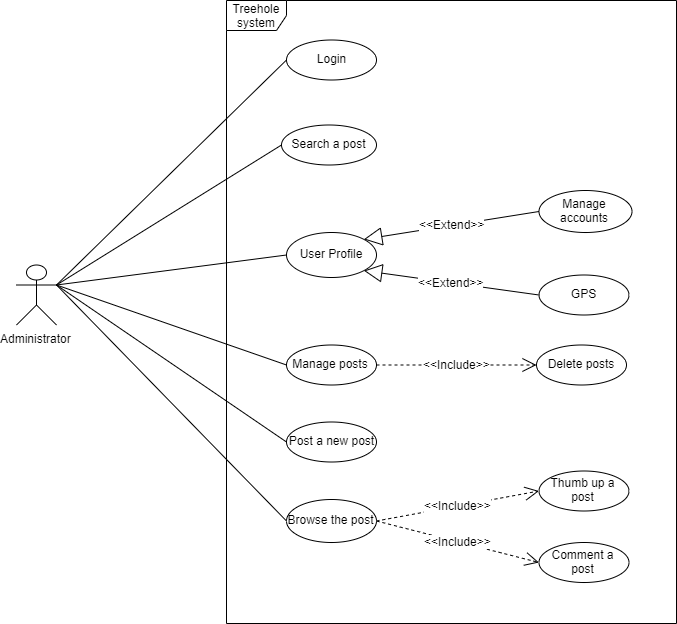 Treehole
system
Login
Search a post
Manage
accounts
<<Extend>>
User Profile
<<Extend>>
GPS
Administrator
Manage posts
<<Include>>
Delete posts
Post a new post
Thumb up a
post
<<Include>>
Browse the post
<<Include>>
Comment a
post